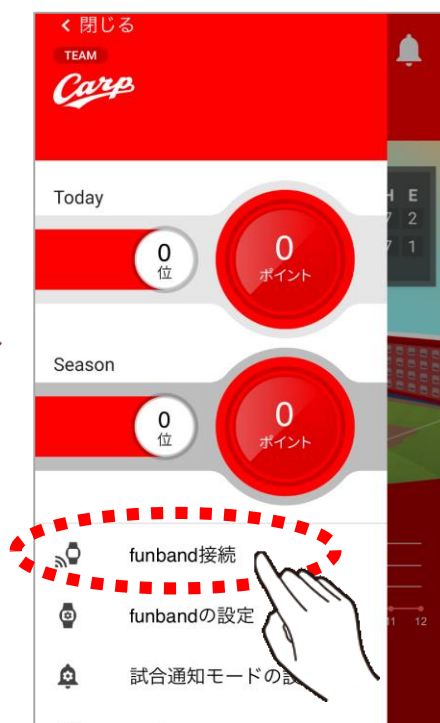 < 閉じる
TEAM
Carp
H E
7 2
7 1
Today
0
位
0
ポイント
Season
0
位
0
ポイント
funband接続
funbandの設定
試合通知モードの設
11 12